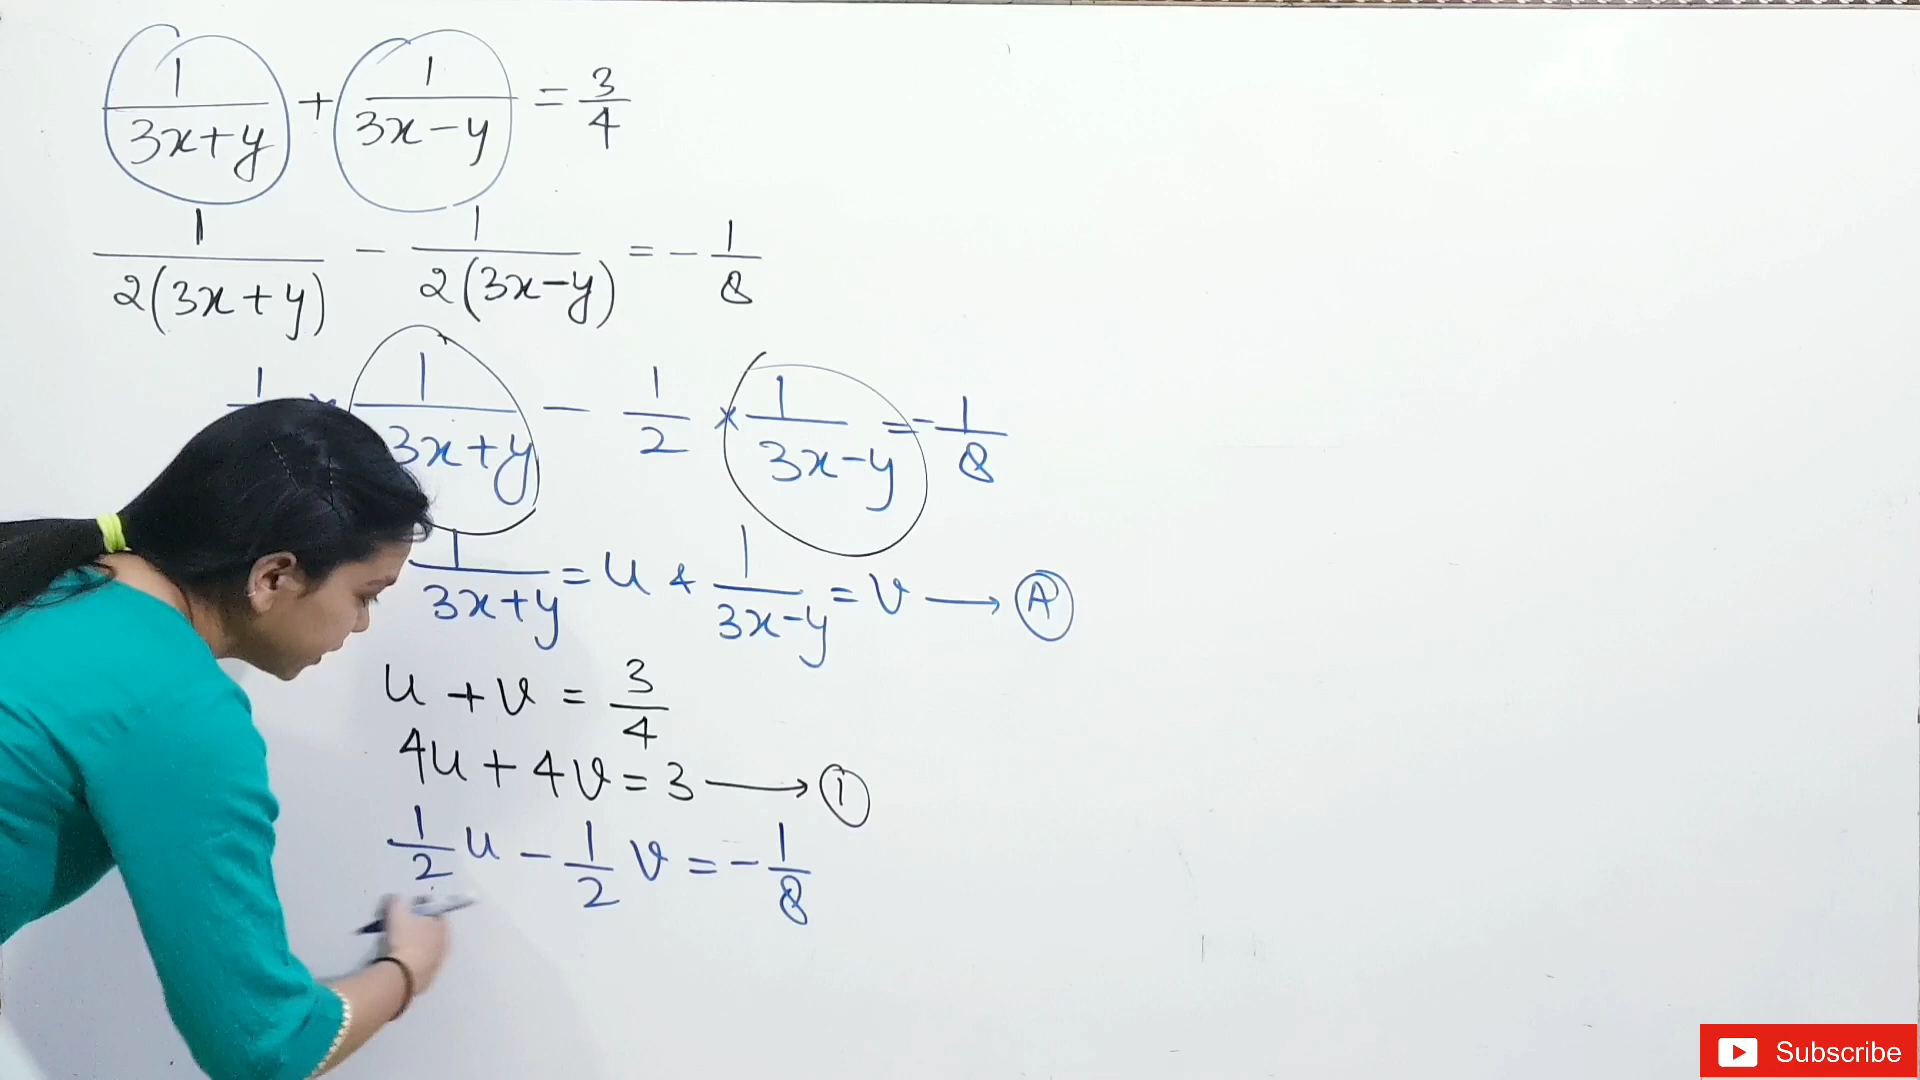 1/(3x+y) + 1/(3x-y) = 3/4
1/(2(3x+y)) - 1/(2(3x-y)) = -1/8
1 × 1/(3x+y) - 1/2 × 1/(3x-y) = -1/8
1/(3x+y) = u & 1/(3x-y) = v → A
u + v = 3/4
4u + 4v = 3 → 1
1/2 u - 1/2 v = -1/8
Subscribe